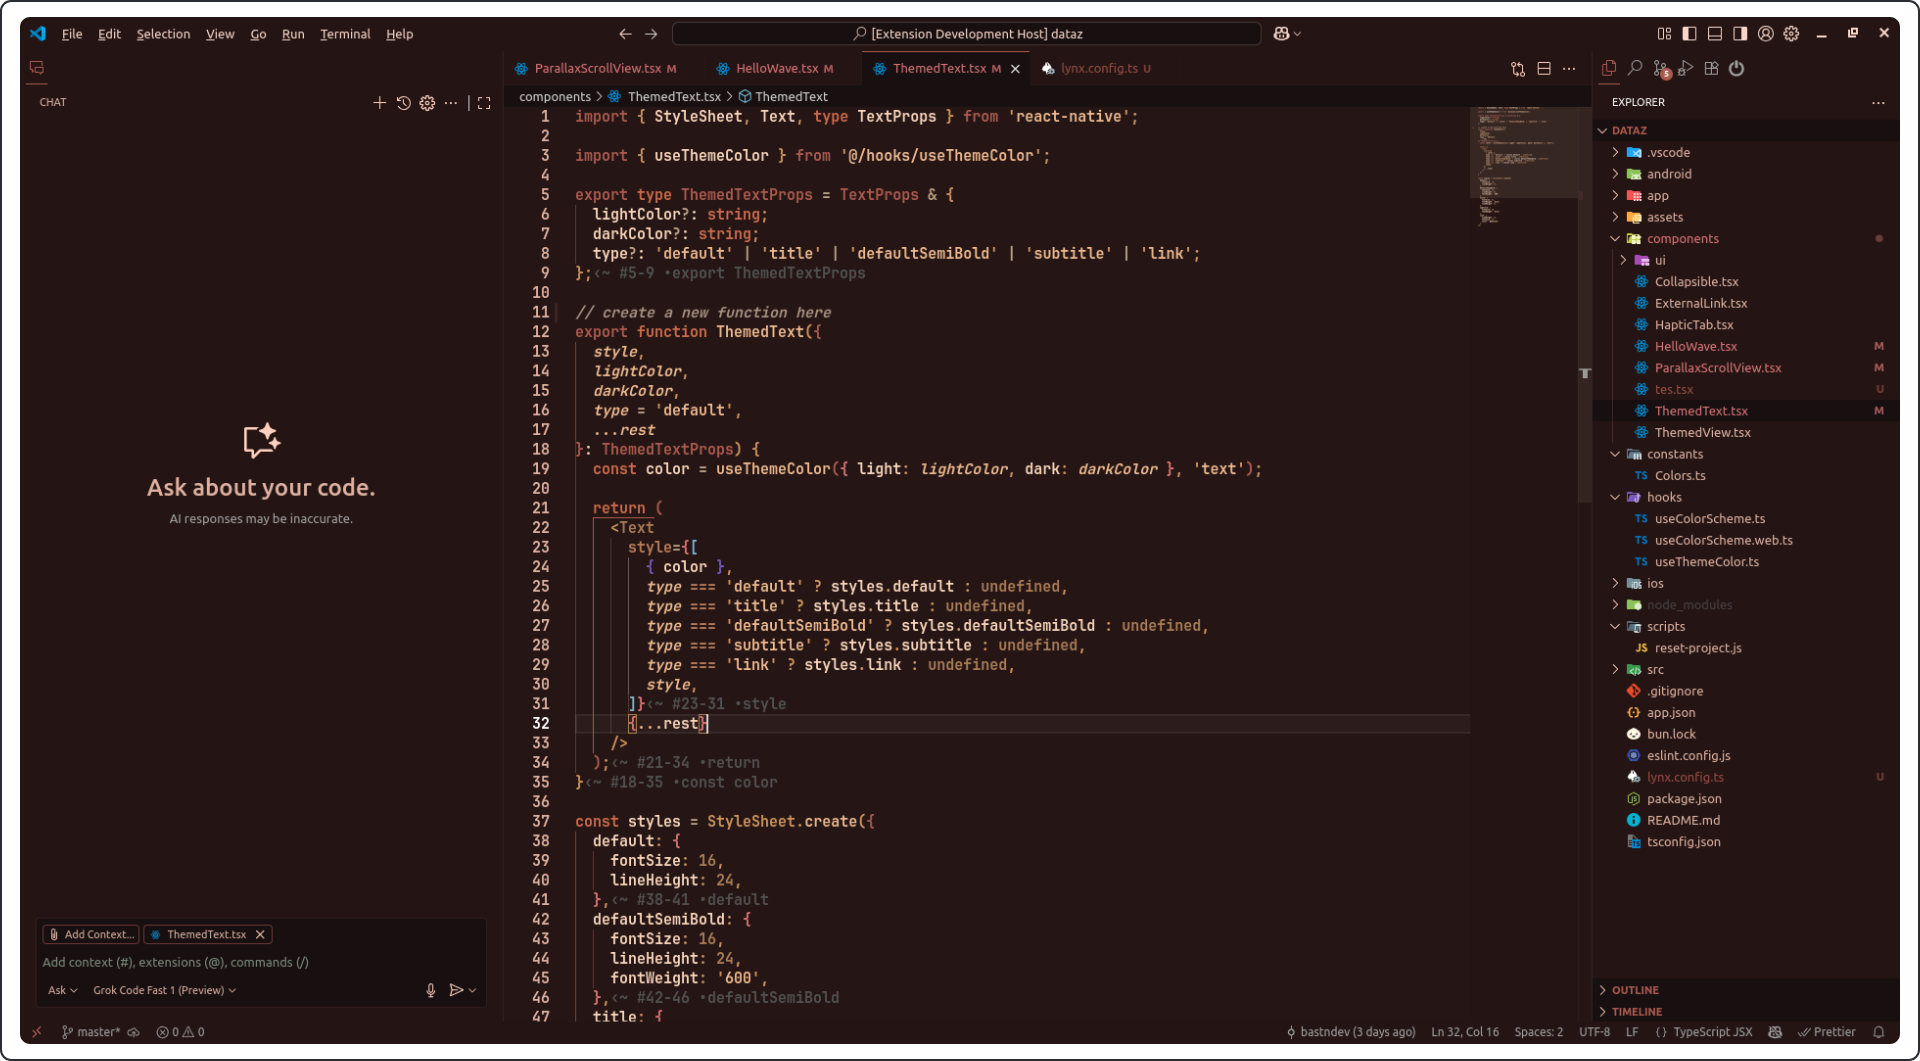 File Edit Selection View Go Run Terminal Help
[Extension Development Host] dataz
CHAT
Ask about your code.
AI responses may be inaccurate.
Add Context...
ThemedText.tsx
Add context (#), extensions (@), commands (/)
Ask
Grok Code Fast 1 (Preview)
ParallaxScrollView.tsx M
HelloWave.tsx M
ThemedText.tsx M
lynx.config.ts U
components > ThemedText.tsx > ThemedText
1 import { StyleSheet, Text, type TextProps } from 'react-native';
2
3 import { useThemeColor } from '@/hooks/useThemeColor';
4
5 export type ThemedTextProps = TextProps & {
6 lightColor?: string;
7 darkColor?: string;
8 type?: 'default' | 'title' | 'defaultSemiBold' | 'subtitle' | 'link';
9 };<~ #5-9 •export ThemedTextProps
10
11 // create a new function here
12 export function ThemedText({
13 style,
14 lightColor,
15 darkColor,
16 type = 'default',
17 ...rest
18 }: ThemedTextProps) {
19 const color = useThemeColor({ light: lightColor, dark: darkColor }, 'text');
20
21 return (
22 <Text
23 style={[
24 { color },
25 type === 'default' ? styles.default : undefined,
26 type === 'title' ? styles.title : undefined,
27 type === 'defaultSemiBold' ? styles.defaultSemiBold : undefined,
28 type === 'subtitle' ? styles.subtitle : undefined,
29 type === 'link' ? styles.link : undefined,
30 style,
31 ]}<~ #23-31 •style
32 {...rest}
33 />
34 );<~ #21-34 •return
35 }<~ #18-35 •const color
36
37 const styles = StyleSheet.create({
38 default: {
39 fontSize: 16,
40 lineHeight: 24,
41 },<~ #38-41 •default
42 defaultSemiBold: {
43 fontSize: 16,
44 lineHeight: 24,
45 fontWeight: '600',
46 },<~ #42-46 •defaultSemiBold
47 title: {
5
EXPLORER
DATAZ
.vscode
android
app
assets
components
ui
Collapsible.tsx
ExternalLink.tsx
HapticTab.tsx
HelloWave.tsx M
ParallaxScrollView.tsx M
tes.tsx U
ThemedText.tsx M
ThemedView.tsx
constants
TS Colors.ts
hooks
TS useColorScheme.ts
TS useColorScheme.web.ts
TS useThemeColor.ts
ios
node_modules
scripts
JS reset-project.js
src
.gitignore
app.json
bun.lock
eslint.config.js
lynx.config.ts U
package.json
README.md
tsconfig.json
OUTLINE
TIMELINE
master* 0 0
bastndev (3 days ago) Ln 32, Col 16 Spaces: 2 UTF-8 LF {} TypeScript JSX Prettier